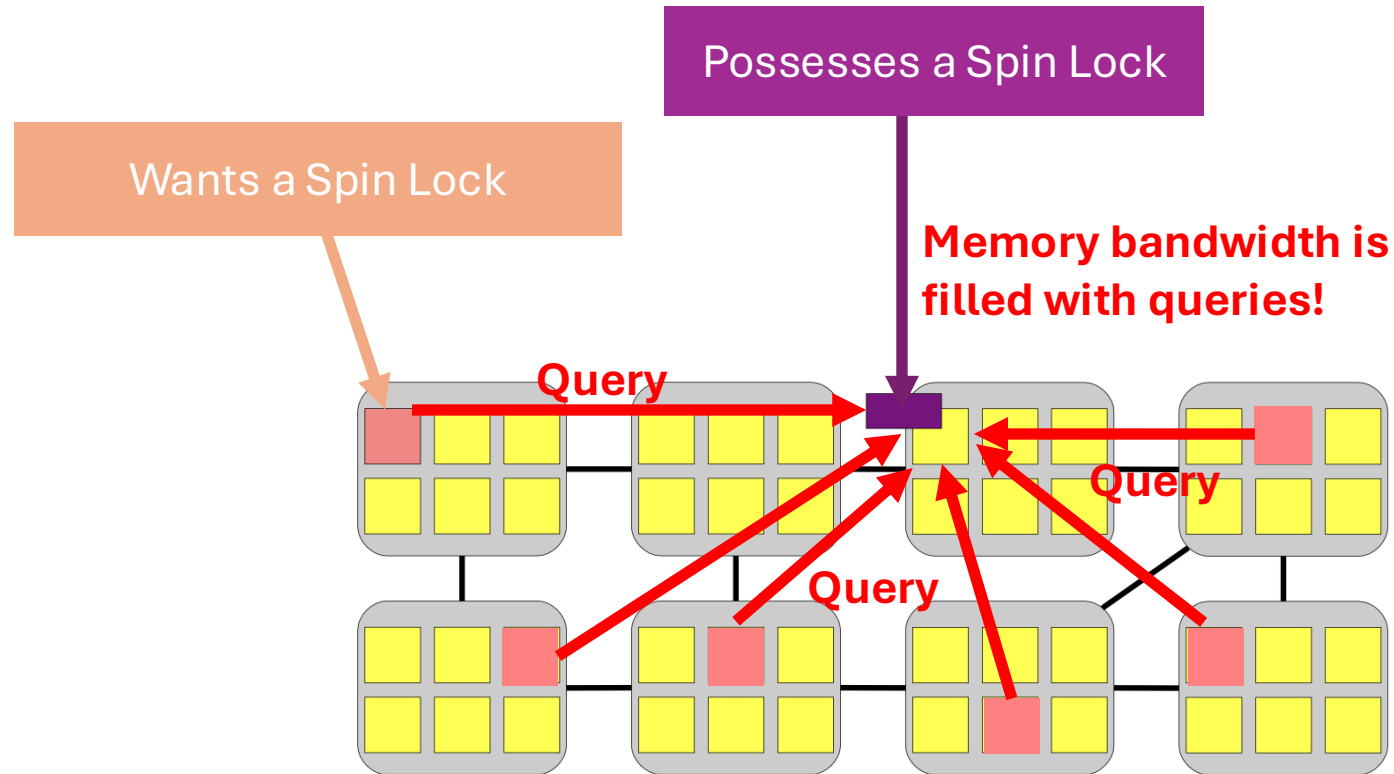 Possesses a Spin Lock
Wants a Spin Lock
Memory bandwidth is
filled with queries!
Query
Query
Query